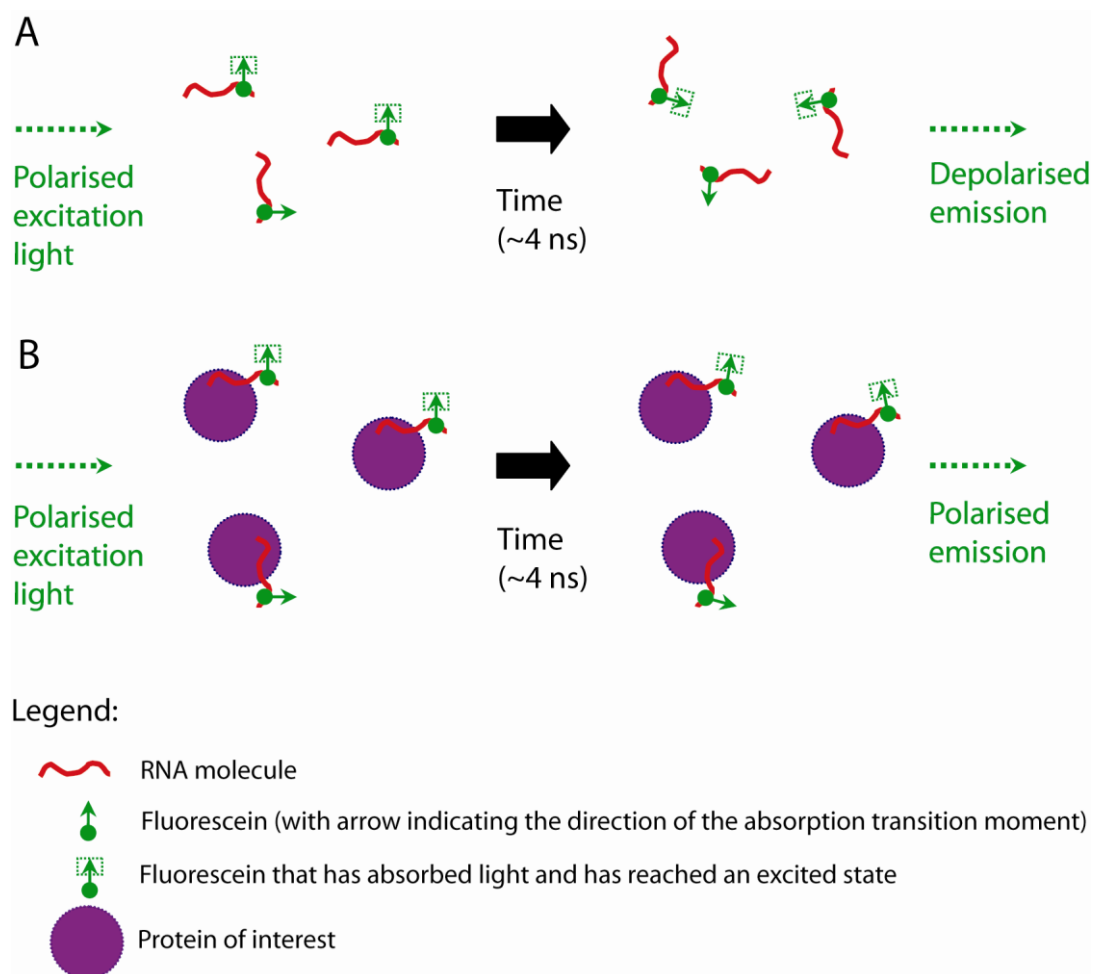 A
Polarised
excitation
light
Time
(~4 ns)
Depolarised
emission
B
Polarised
excitation
light
Time
(~4 ns)
Polarised
emission
Legend:
RNA molecule
Fluorescein (with arrow indicating the direction of the absorption transition moment)
Fluorescein that has absorbed light and has reached an excited state
Protein of interest